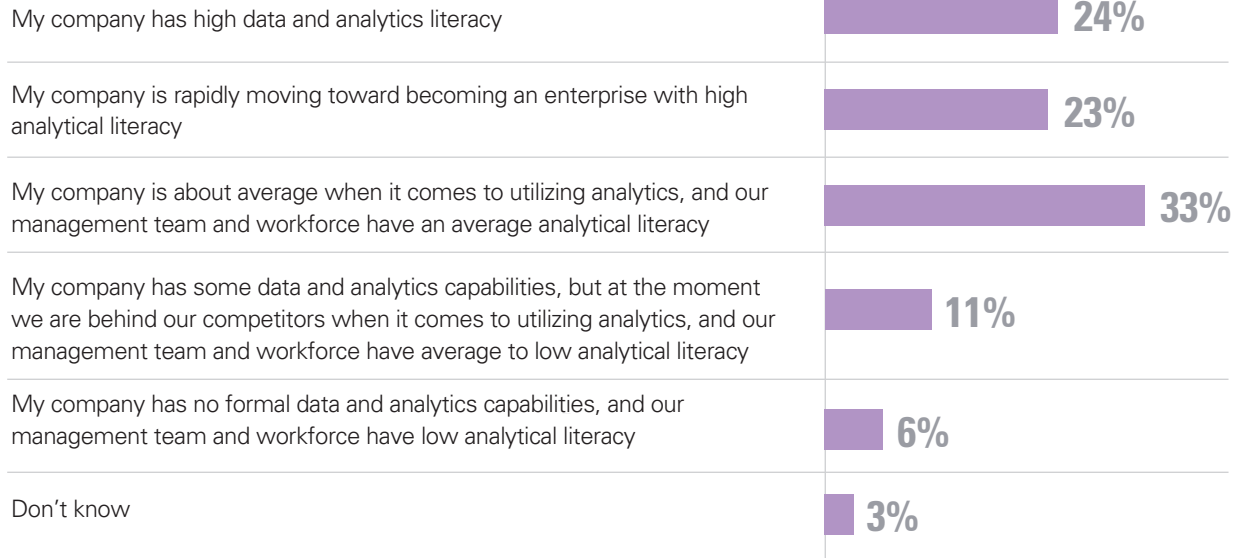 My company has high data and analytics literacy
24%
My company is rapidly moving toward becoming an enterprise with high
analytical literacy
23%
My company is about average when it comes to utilizing analytics, and our
management team and workforce have an average analytical literacy
33%
My company has some data and analytics capabilities, but at the moment
we are behind our competitors when it comes to utilizing analytics, and our
management team and workforce have average to low analytical literacy
11%
My company has no formal data and analytics capabilities, and our
management team and workforce have low analytical literacy
6%
Don’t know
3%